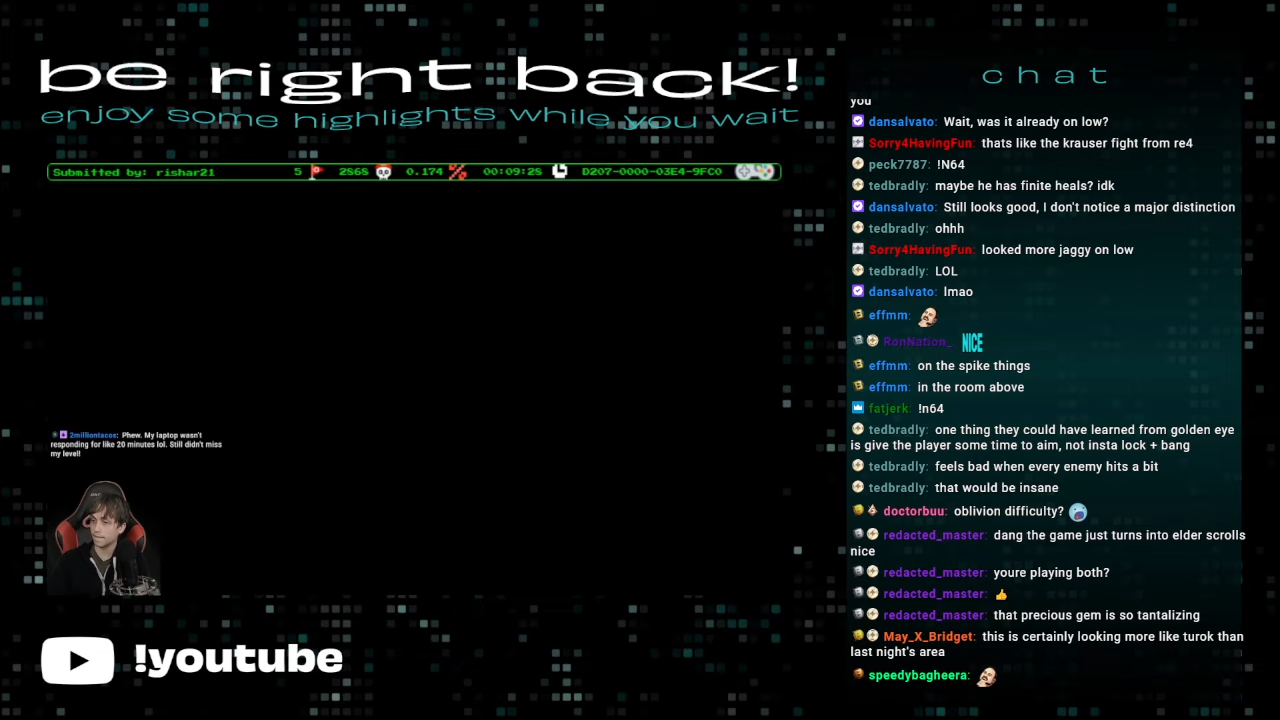 be right back!
enjoy some highlights while you wait
Submitted by: rishar21 5 2868 0.174 00:09:28 D207-0000-03E4-9FC0
2milliontacos: Phew. My laptop wasn't
responding for like 20 minutes lol. Still didn't miss
my level!
!youtube
chat
you
dansalvato: Wait, was it already on low?
Sorry4HavingFun: thats like the krauser fight from re4
peck7787: !N64
tedbradly: maybe he has finite heals? idk
dansalvato: Still looks good, I don't notice a major distinction
tedbradly: ohhh
Sorry4HavingFun: looked more jaggy on low
tedbradly: LOL
dansalvato: lmao
effmm:
RonNation_: NICE
effmm: on the spike things
effmm: in the room above
fatjerk: !n64
tedbradly: one thing they could have learned from golden eye
is give the player some time to aim, not insta lock + bang
tedbradly: feels bad when every enemy hits a bit
tedbradly: that would be insane
doctorbuu: oblivion difficulty?
redacted_master: dang the game just turns into elder scrolls
nice
redacted_master: youre playing both?
redacted_master: 👍
redacted_master: that precious gem is so tantalizing
May_X_Bridget: this is certainly looking more like turok than
last night's area
speedybagheera: